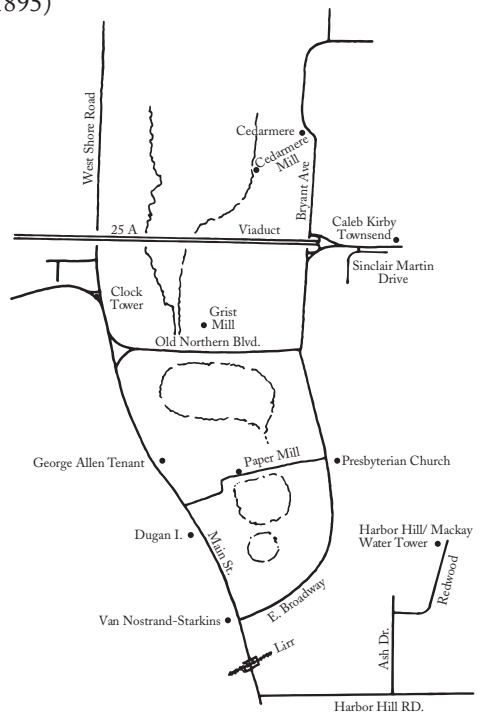 1895)
West Shore Road
Cedarmere
Cedarmere
Mill
Bryant Ave
25 A
Viaduct
Caleb Kirby
Townsend
Sinclair Martin
Drive
Clock
Tower
Grist
Mill
Old Northern Blvd.
George Allen Tenant
Paper Mill
Presbyterian Church
Dugan I.
Main St.
Harbor Hill/ Mackay
Water Tower
Redwood
Van Nostrand-Starkins
E. Broadway
Lirr
Ash Dr.
Harbor Hill RD.